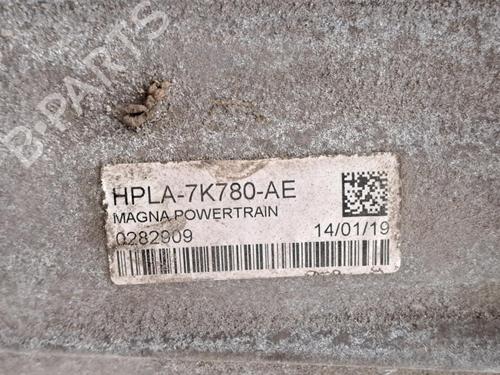 B-PARTS
HPLA-7K780-AE
MAGNA POWERTRAIN
0282909 14/01/19